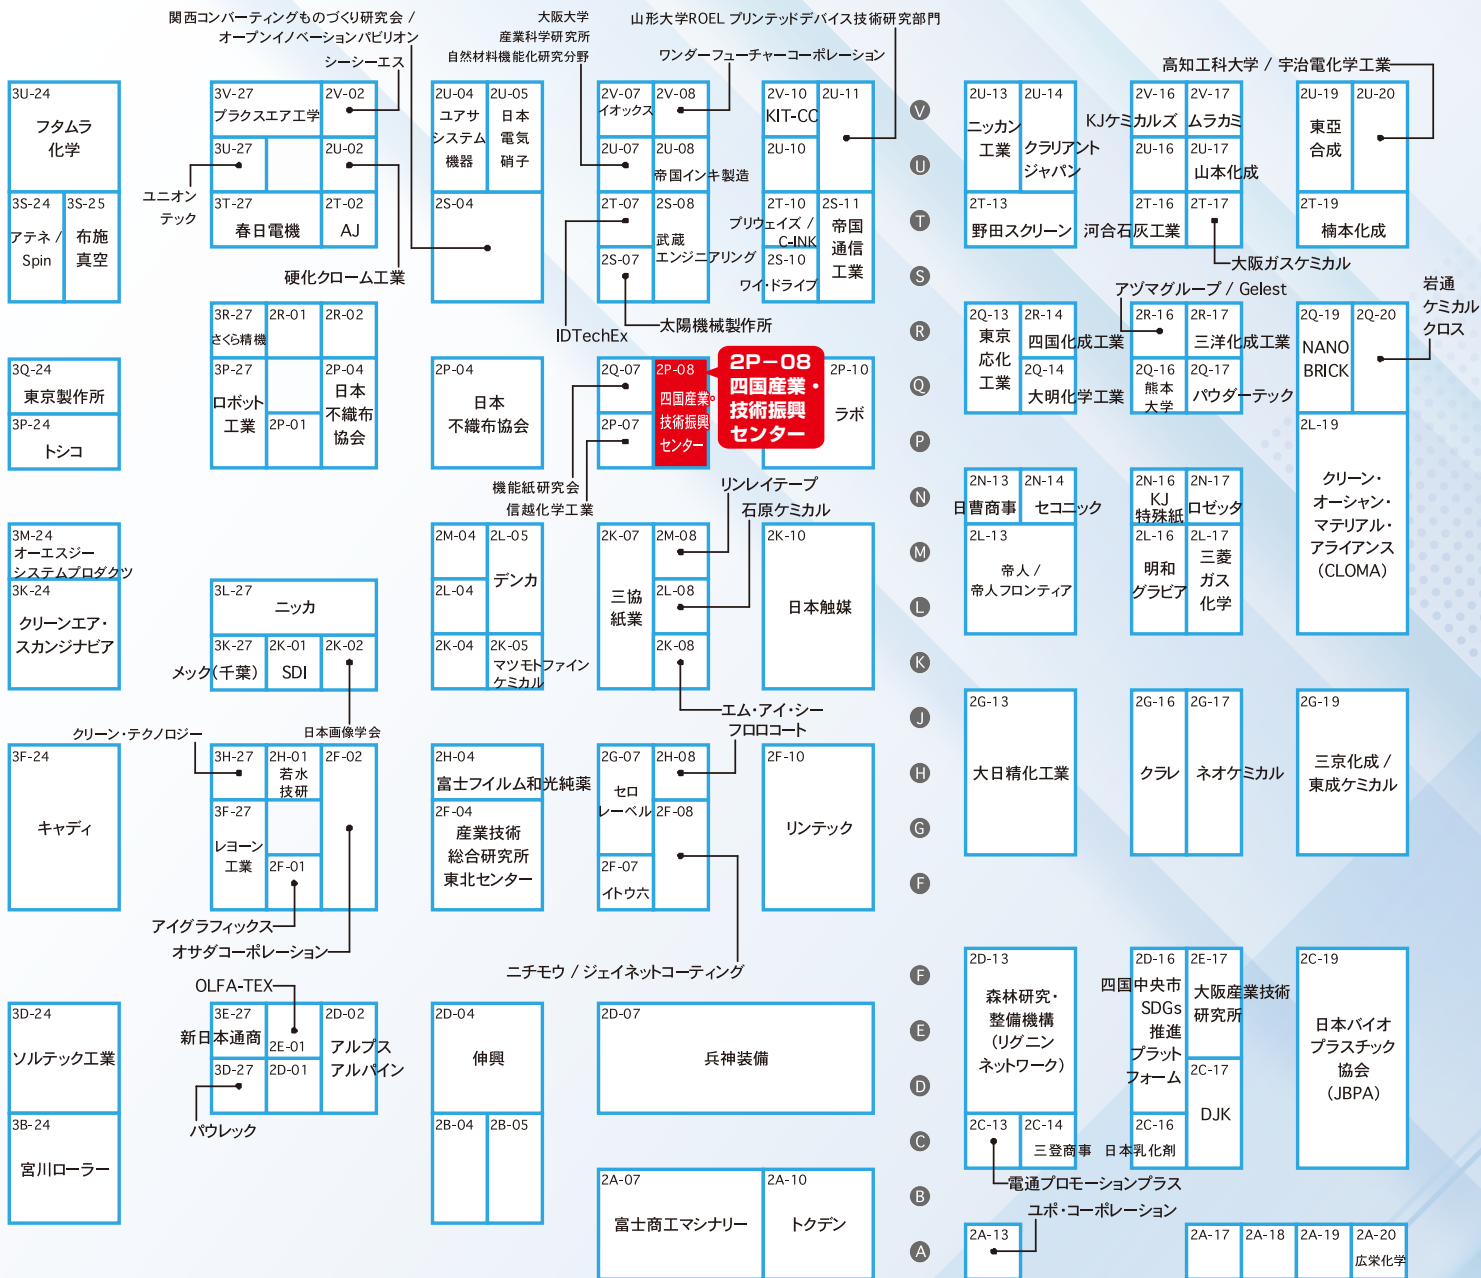 関西コンバーティングものづくり研究会 /
オープンイノベーションパビリオン
シーシーエス
大阪大学
産業科学研究所
自然材料機能化研究分野
山形大学ROEL プリンテッドデバイス技術研究部門
ワンダーフューチャーコーポレーション
高知工科大学 / 宇治電化学工業
3U-24
フタムラ
化学
3V-27
プラクスエア工学
2V-02
3U-27
2U-02
ユニオン
テック
3T-27
春日電機
2T-02
AJ
硬化クローム工業
3S-24
アテネ /
Spin
3S-25
布施
真空
2U-04
ユアサ
システム
機器
2U-05
日本
電気
硝子
2S-04
2V-07
イオックス
2V-08
2U-07
2U-08
帝国インキ製造
2T-07
2S-08
武蔵
エンジニアリング
2S-07
IDTechEx
太陽機械製作所
2V-10
KIT-CC
2U-11
2U-10
2T-10
プリウェイズ /
C-INK
2S-11
帝国
通信
工業
2S-10
ワイ・ドライブ
V
U
T
S
2U-13
ニッカン
工業
2U-14
クラリアント
ジャパン
2T-13
野田スクリーン
2V-16
KJケミカルズ
2V-17
ムラカミ
2U-16
2U-17
山本化成
2T-16
河合石灰工業
2T-17
大阪ガスケミカル
2U-19
東亞
合成
2U-20
2T-19
楠本化成
3Q-24
東京製作所
3P-24
トシコ
3R-27
さくら精機
2R-01
2R-02
3P-27
ロボット
工業
2P-01
2P-04
日本
不織布
協会
2P-04
日本
不織布協会
2Q-07
2P-07
機能紙研究会
信越化学工業
2P-08
四国産業・
技術振興
センター
2P-08
四国産業・
技術振興
センター
2P-10
ラボ
R
Q
P
アヅマグループ / Gelest
岩通
ケミカル
クロス
2Q-13
東京
応化
工業
2R-14
四国化成工業
2Q-14
大明化学工業
2R-16
2R-17
三洋化成工業
2Q-16
熊本
大学
2Q-17
パウダーテック
2Q-19
NANO
BRICK
2Q-20
2L-19
クリーン・
オーシャン・
マテリアル・
アライアンス
(CLOMA)
3M-24
オーエスジー
システムプロダクツ
3K-24
クリーンエア・
スカンジナビア
3L-27
ニッカ
3K-27
メック(千葉)
2K-01
SDI
2K-02
日本画像学会
2M-04
2L-05
デンカ
2L-04
2K-04
2K-05
マツモトファイン
ケミカル
リンレイテープ
石原ケミカル
2K-07
三協
紙業
2M-08
2L-08
2K-08
エム・アイ・シー
フロロコート
2K-10
日本触媒
N
M
L
K
2N-13
日曹商事
2N-14
セコニック
2L-13
帝人 /
帝人フロンティア
2N-16
KJ
特殊紙
2N-17
ロゼッタ
2L-16
明和
グラビア
2L-17
三菱
ガス
化学
クリーン・テクノロジー
3F-24
キャディ
3H-27
2H-01
若水
技研
2F-02
3F-27
レヨーン
工業
2F-01
アイグラフィックス
オサダコーポレーション
2H-04
富士フイルム和光純薬
2F-04
産業技術
総合研究所
東北センター
2G-07
セロ
レーベル
2H-08
2F-08
2F-07
イトウ六
ニチモウ / ジェイネットコーティング
2F-10
リンテック
J
H
G
F
2G-13
大日精化工業
2G-16
クラレ
2G-17
ネオケミカル
2G-19
三京化成 /
東成ケミカル
OLFA-TEX
3D-24
ソルテック工業
3B-24
宮川ローラー
3E-27
新日本通商
2E-01
2D-02
アルプス
アルパイン
3D-27
2D-01
パウレック
2D-04
伸興
2B-04
2B-05
2D-07
兵神装備
2A-07
富士商工マシナリー
2A-10
トクデン
F
E
D
C
B
A
2D-13
森林研究・
整備機構
(リグニン
ネットワーク)
2C-13
2C-14
三登商事
電通プロモーションプラス
ユポ・コーポレーション
2A-13
2D-16
四国中央市
SDGs
推進
プラット
フォーム
2E-17
大阪産業技術
研究所
2C-17
DJK
2C-16
日本乳化剤
2C-19
日本バイオ
プラスチック
協会
(JBPA)
2A-17
2A-18
2A-19
2A-20
広栄化学